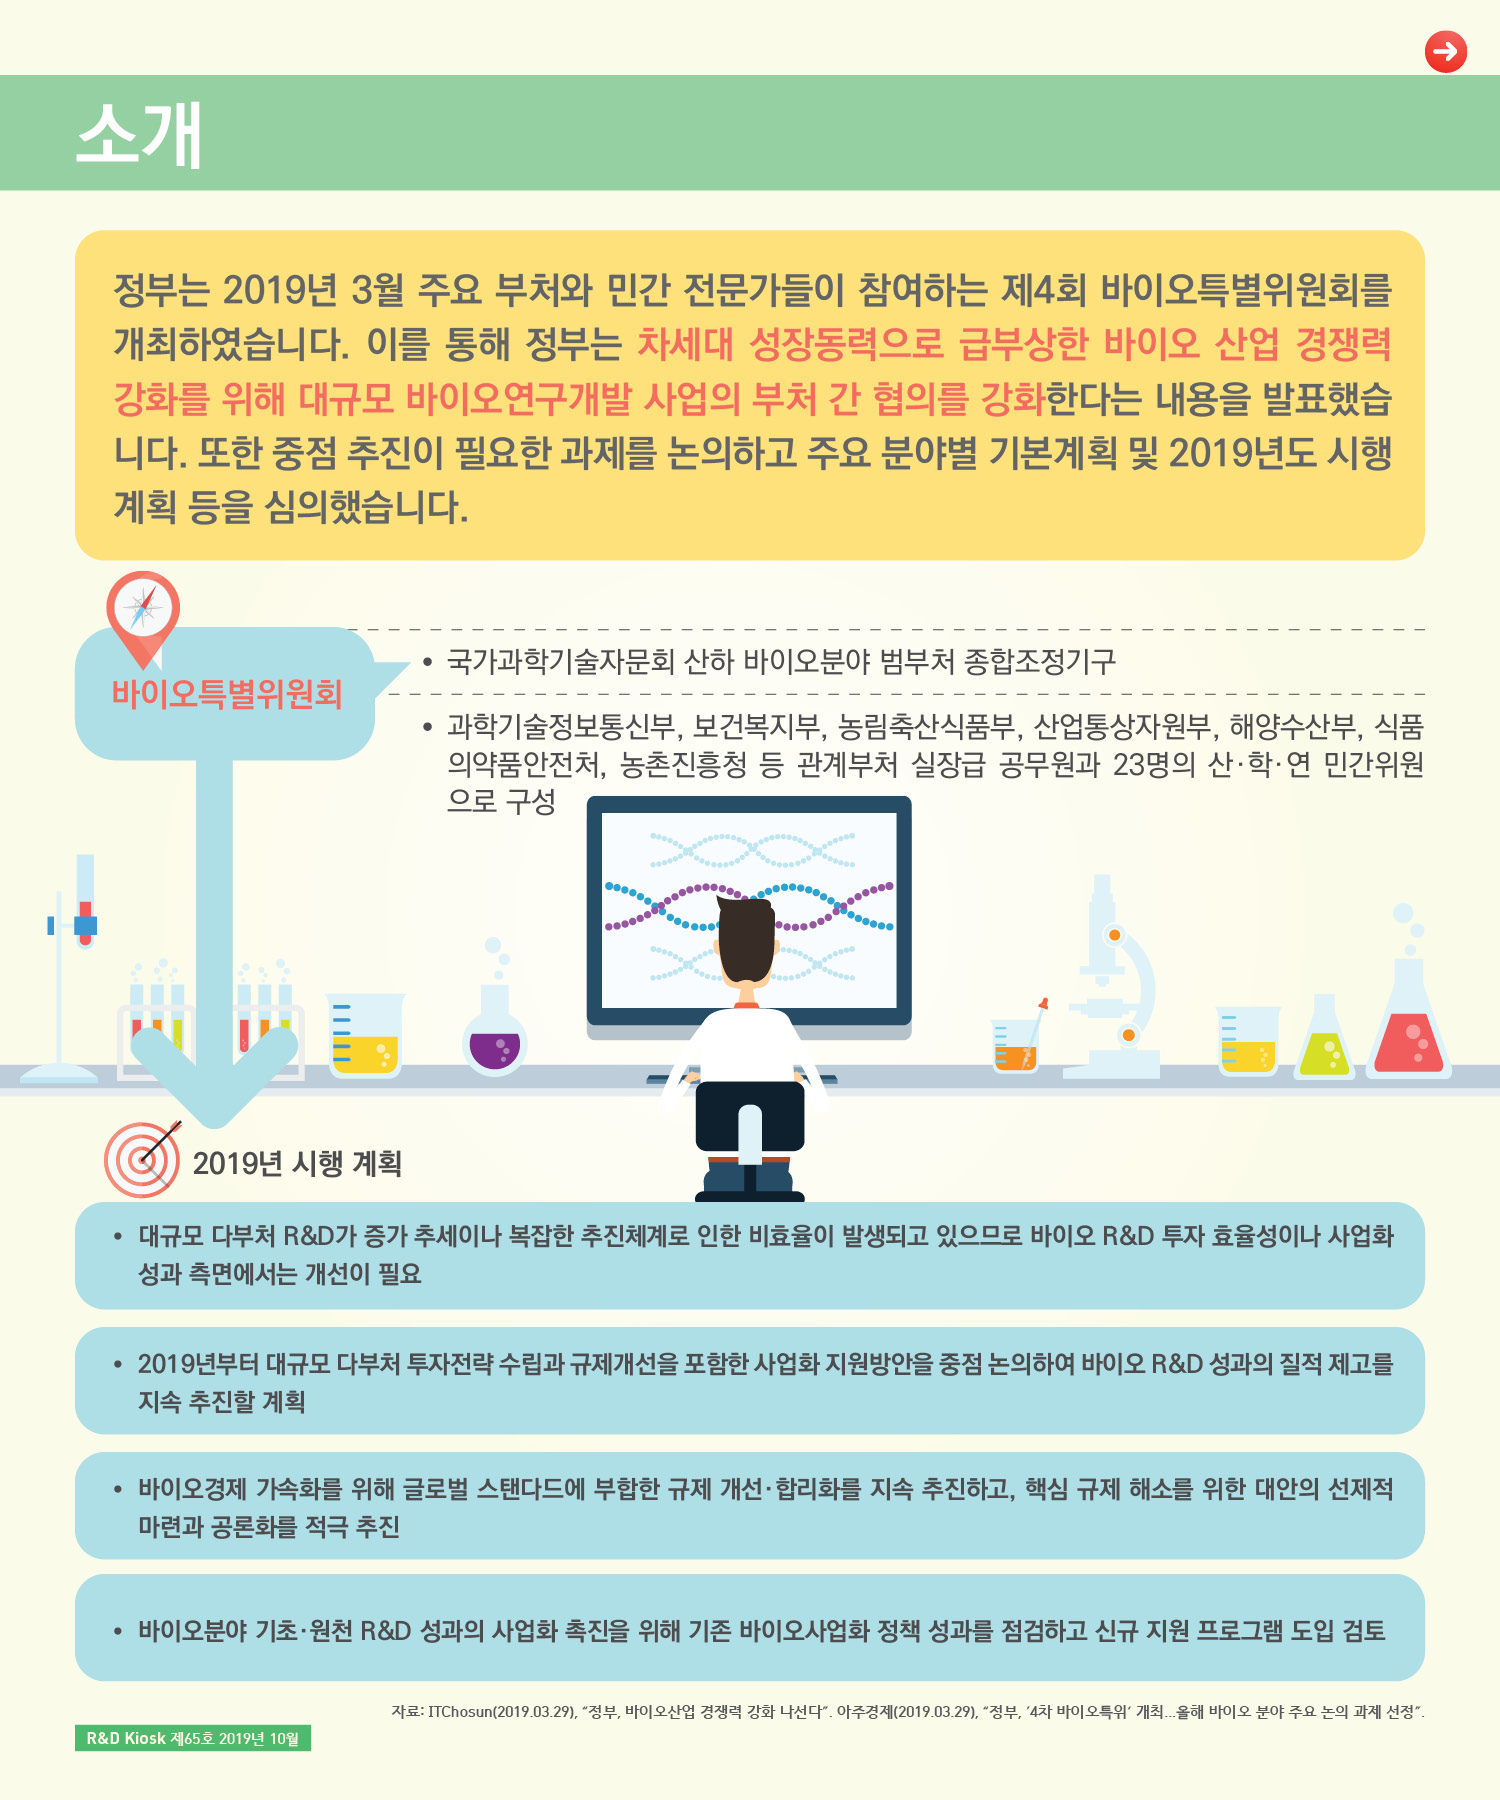 소개
정부는 2019년 3월 주요 부처와 민간 전문가들이 참여하는 제4회 바이오특별위원회를
개최하였습니다. 이를 통해 정부는 차세대 성장동력으로 급부상한 바이오 산업 경쟁력
강화를 위해 대규모 바이오연구개발 사업의 부처 간 협의를 강화한다는 내용을 발표했습
니다. 또한 중점 추진이 필요한 과제를 논의하고 주요 분야별 기본계획 및 2019년도 시행
계획 등을 심의했습니다.
바이오특별위원회
• 국가과학기술자문회 산하 바이오분야 범부처 종합조정기구
• 과학기술정보통신부, 보건복지부, 농림축산식품부, 산업통상자원부, 해양수산부, 식품
의약품안전처, 농촌진흥청 등 관계부처 실장급 공무원과 23명의 산·학·연 민간위원
으로 구성
2019년 시행 계획
• 대규모 다부처 R&D가 증가 추세이나 복잡한 추진체계로 인한 비효율이 발생되고 있으므로 바이오 R&D 투자 효율성이나 사업화
성과 측면에서는 개선이 필요
• 2019년부터 대규모 다부처 투자전략 수립과 규제개선을 포함한 사업화 지원방안을 중점 논의하여 바이오 R&D 성과의 질적 제고를
지속 추진할 계획
• 바이오경제 가속화를 위해 글로벌 스탠다드에 부합한 규제 개선·합리화를 지속 추진하고, 핵심 규제 해소를 위한 대안의 선제적
마련과 공론화를 적극 추진
• 바이오분야 기초·원천 R&D 성과의 사업화 촉진을 위해 기존 바이오사업화 정책 성과를 점검하고 신규 지원 프로그램 도입 검토
자료: ITChosun(2019.03.29), “정부, 바이오산업 경쟁력 강화 나선다”. 아주경제(2019.03.29), “정부, ‘4차 바이오특위’ 개최...올해 바이오 분야 주요 논의 과제 선정”.
R&D Kiosk 제65호 2019년 10월